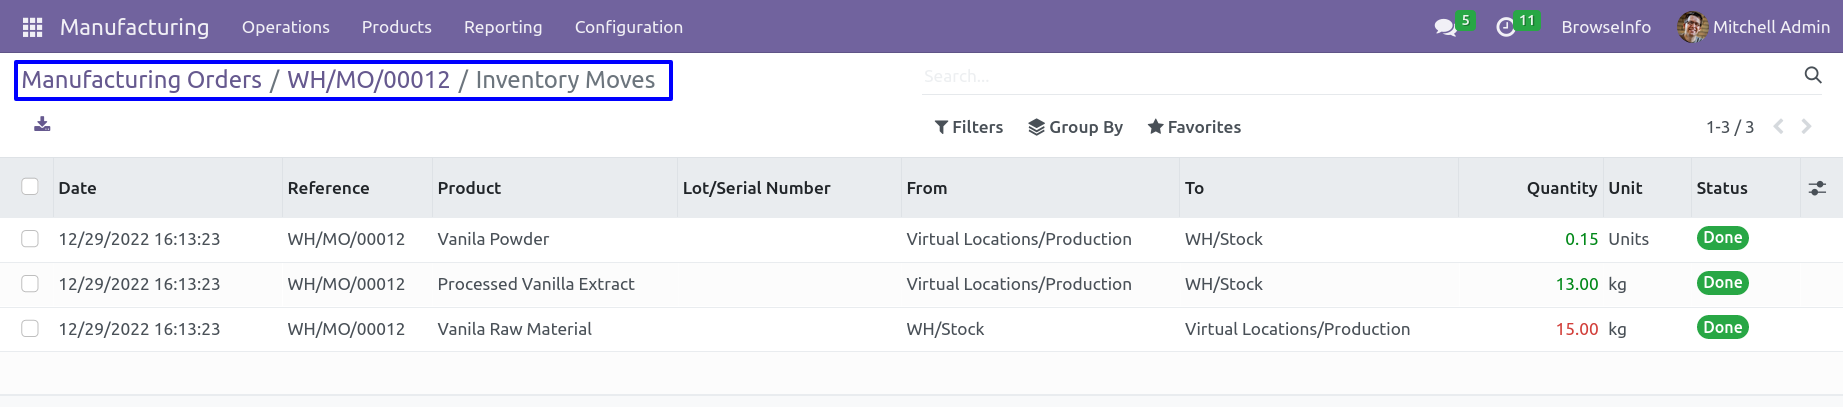 Manufacturing Operations Products Reporting Configuration 5 11 BrowseInfo Mitchell Admin
Manufacturing Orders / WH/MO/00012 / Inventory Moves
Search...
Filters Group By Favorites 1-3 / 3
Date Reference Product Lot/Serial Number From To Quantity Unit Status
12/29/2022 16:13:23 WH/MO/00012 Vanila Powder Virtual Locations/Production WH/Stock 0.15 Units Done
12/29/2022 16:13:23 WH/MO/00012 Processed Vanilla Extract Virtual Locations/Production WH/Stock 13.00 kg Done
12/29/2022 16:13:23 WH/MO/00012 Vanila Raw Material WH/Stock Virtual Locations/Production 15.00 kg Done